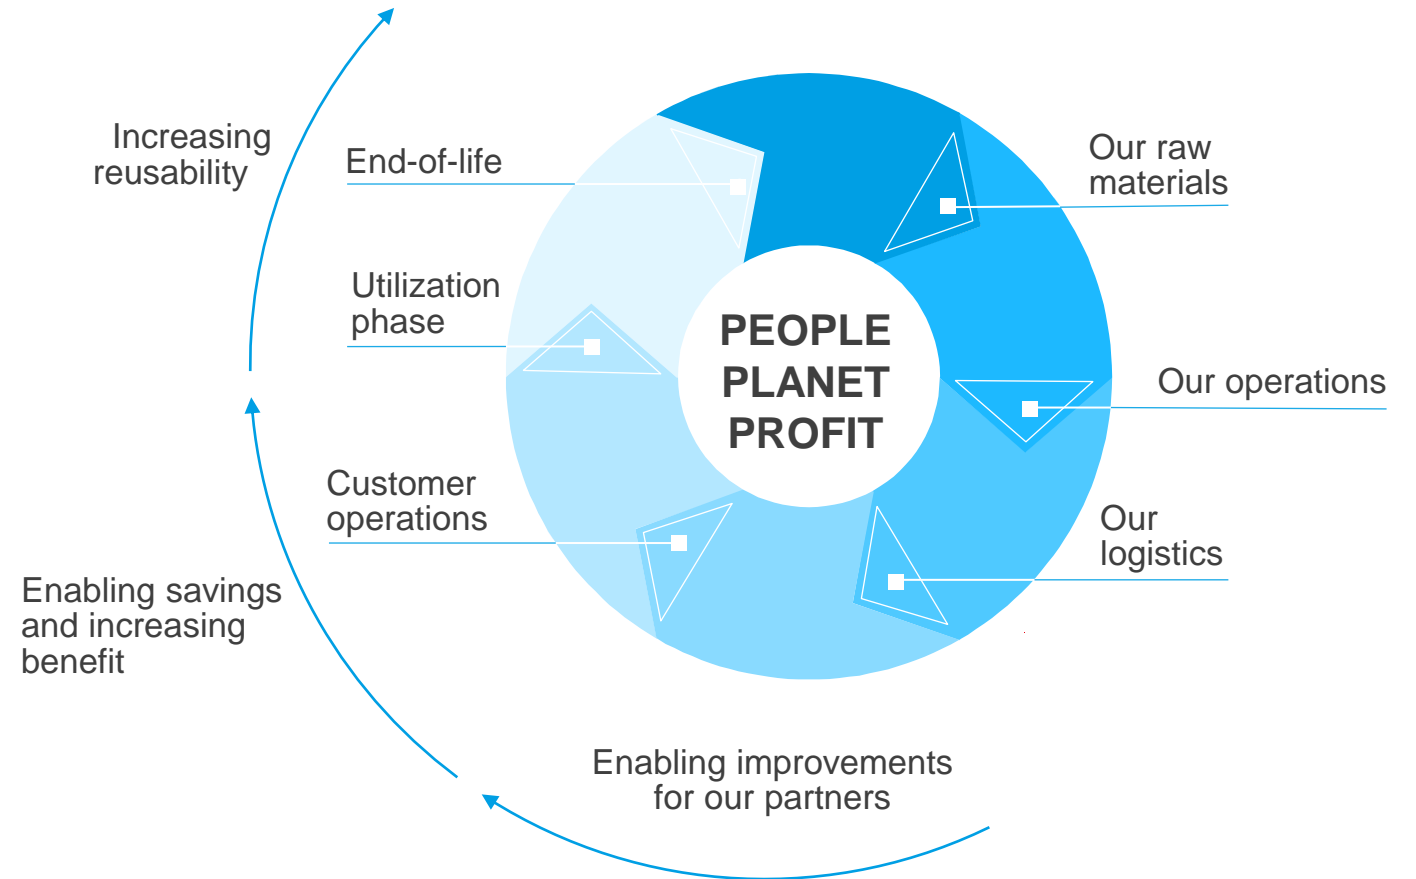 Increasing
reusability
End-of-life
Our raw
materials
Utilization
phase
PEOPLE
PLANET
PROFIT
Our operations
Customer
operations
Our
logistics
Enabling savings
and increasing
benefit
Enabling improvements
for our partners